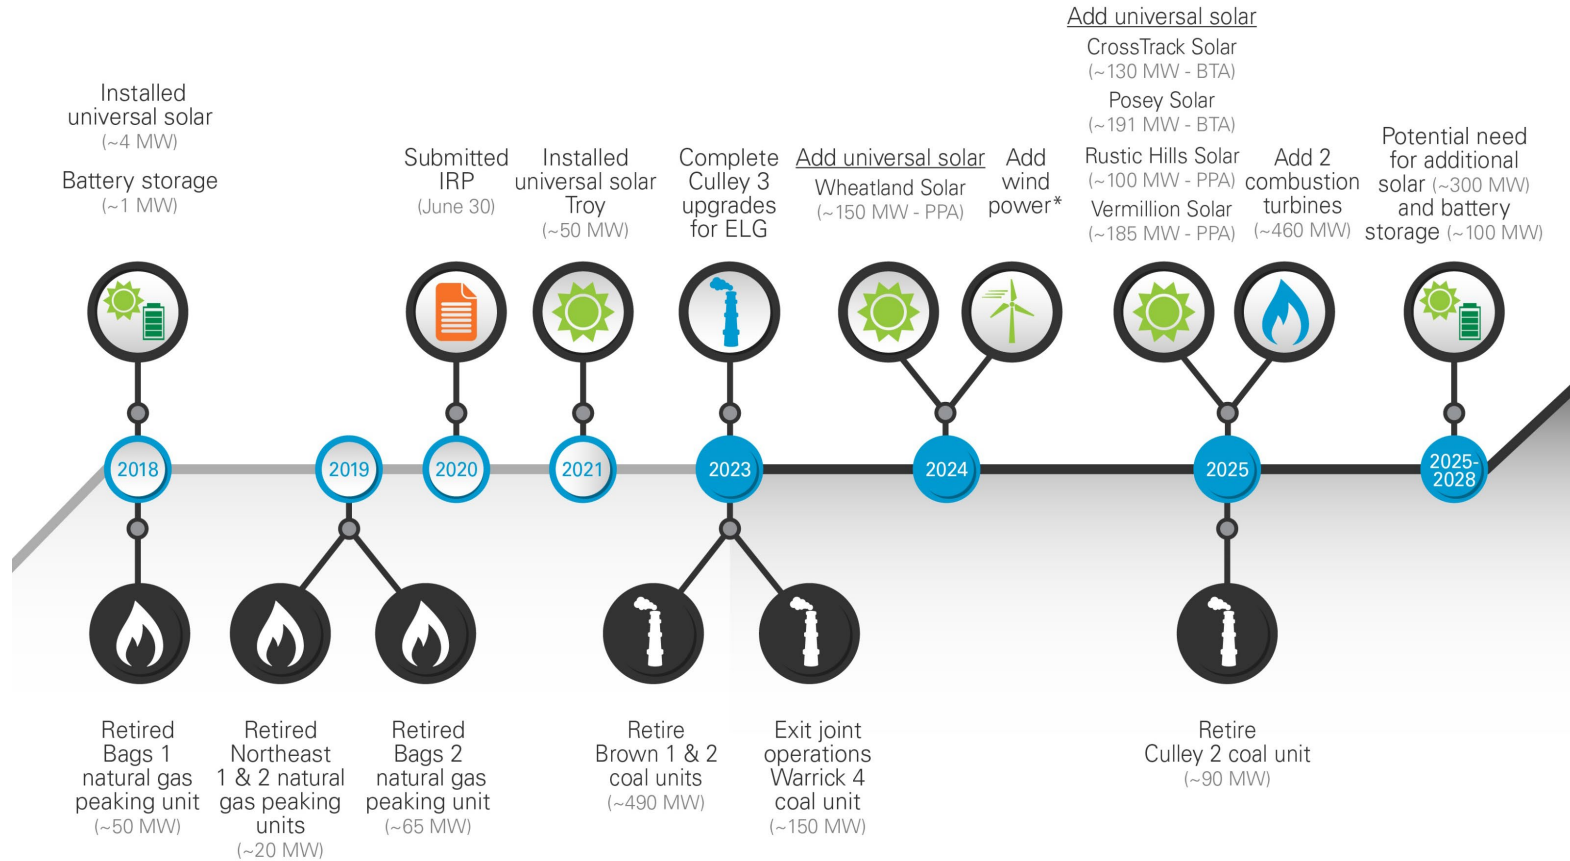 Installed
universal solar
(~4 MW)
Battery storage
(~1 MW)
Submitted
IRP
(June 30)
Installed
universal solar
Troy
(~50 MW)
Complete
Culley 3
upgrades
for ELG
Add universal solar
Wheatland Solar
(~150 MW - PPA)
Add
wind
power*
Add universal solar
CrossTrack Solar
(~130 MW - BTA)
Posey Solar
(~191 MW - BTA)
Rustic Hills Solar
(~100 MW - PPA)
Vermillion Solar
(~185 MW - PPA)
Add 2
combustion
turbines
(~460 MW)
Potential need
for additional
solar (~300 MW)
and battery
storage (~100 MW)
2018
2019
2020
2021
2023
2024
2025
2025-
2028
Retired
Bags 1
natural gas
peaking unit
(~50 MW)
Retired
Northeast
1 & 2 natural
gas peaking
units
(~20 MW)
Retired
Bags 2
natural gas
peaking unit
(~65 MW)
Retire
Brown 1 & 2
coal units
(~490 MW)
Exit joint
operations
Warrick 4
coal unit
(~150 MW)
Retire
Culley 2 coal unit
(~90 MW)